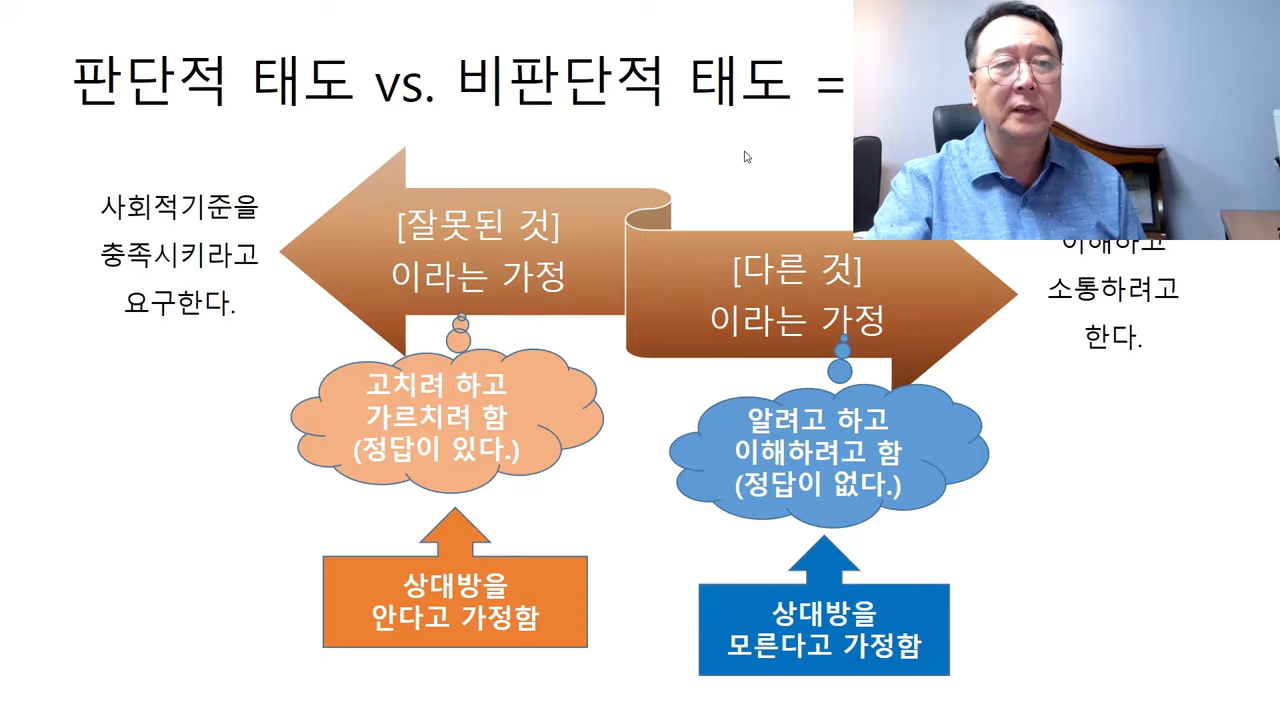 판단적 태도 vs. 비판단적 태도 =
사회적기준을
충족시키라고
요구한다.
[잘못된 것]
이라는 가정
[다른 것]
이라는 가정
이해하고
소통하려고
한다.
고치려 하고
가르치려 함
(정답이 있다.)
알려고 하고
이해하려고 함
(정답이 없다.)
상대방을
안다고 가정함
상대방을
모른다고 가정함